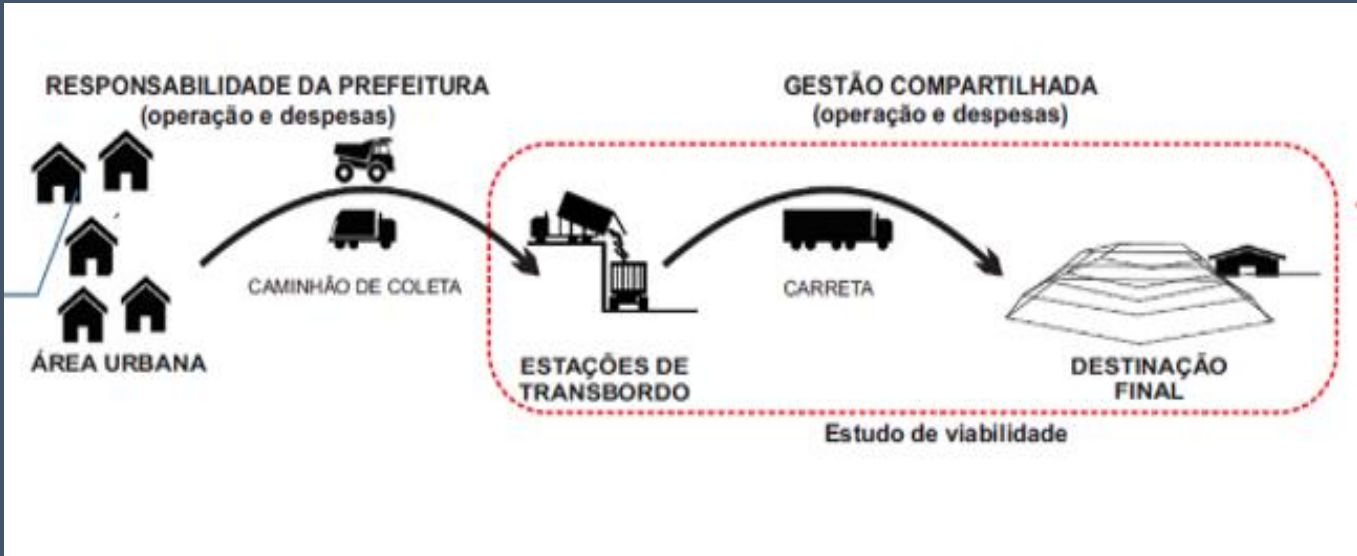 RESPONSABILIDADE DA PREFEITURA
(operação e despesas)
GESTÃO COMPARTILHADA
(operação e despesas)
CAMINHÃO DE COLETA
CARRETA
ÁREA URBANA
ESTAÇÕES DE
TRANSBORDO
DESTINAÇÃO
FINAL
Estudo de viabilidade